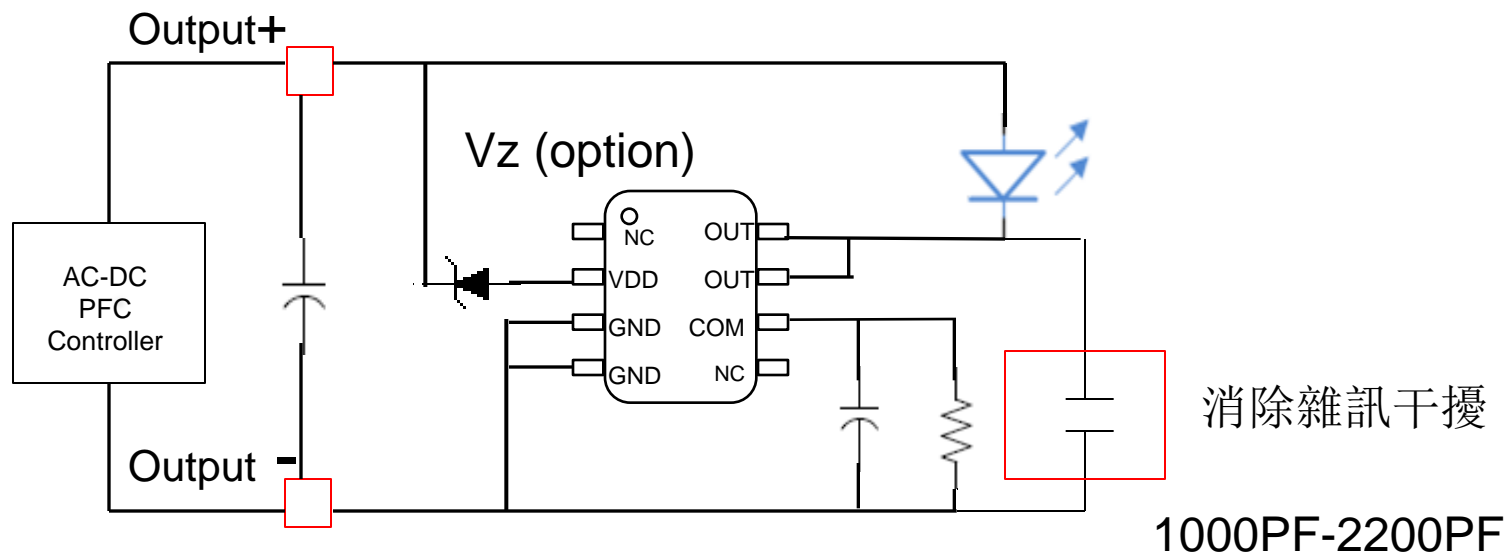 Output+
Vz (option)
AC-DC
PFC
Controller
NC
VDD
GND
GND
OUT
OUT
COM
NC
Output -
消除雜訊干擾
1000PF-2200PF